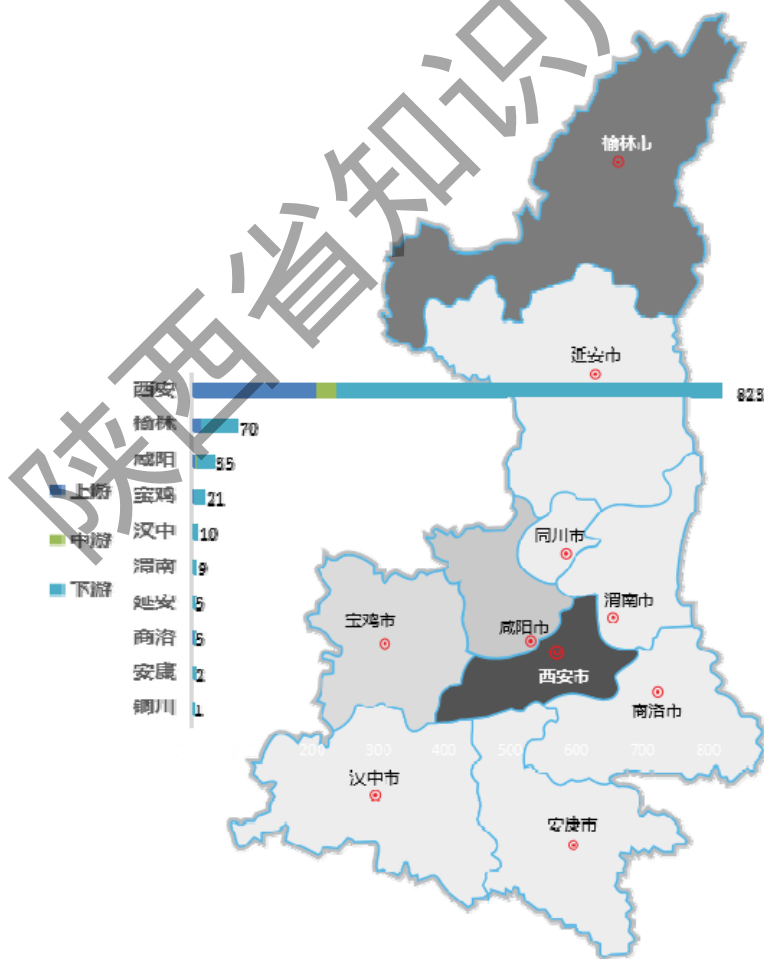 陕西省知识产
榆林市
延安市
西安 823
榆林 70
咸阳 35
上游 宝鸡 21
中游 汉中 10
渭南 9
下游 延安 5
商洛 5
安康 2
铜川 1
同川市
渭南市
宝鸡市
咸阳市
西安市
商洛市
200 300 400 500 600 700 800
汉中市
安康市